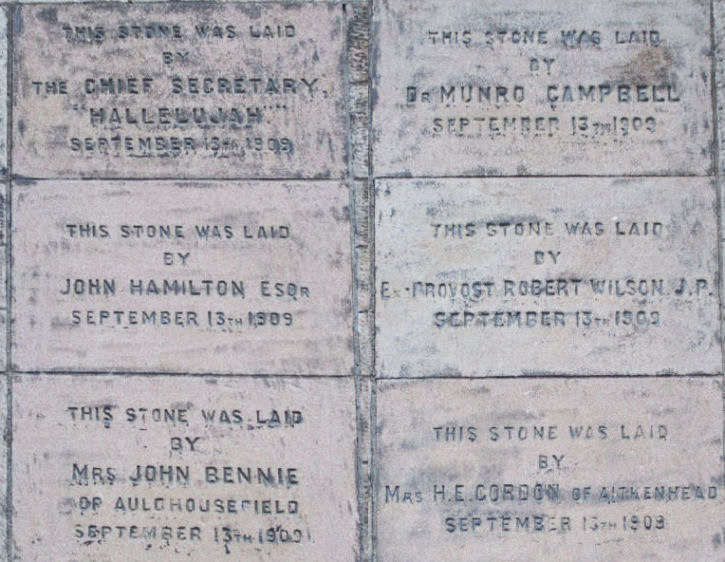 THIS STONE WAS LAID
BY
THE CHIEF SECRETARY,
"HALLELUJAH"
SEPTEMBER 13TH 1909
THIS STONE WAS LAID
BY
JOHN HAMILTON ESQR
SEPTEMBER 13TH 1909
THIS STONE WAS LAID
BY
MRS JOHN BENNIE
OF AULDHOUSEFIELD
SEPTEMBER 13TH 1909
THIS STONE WAS LAID
BY
DR MUNRO CAMPBELL
SEPTEMBER 13TH 1909
THIS STONE WAS LAID
BY
EX-PROVOST ROBERT WILSON J.P.
SEPTEMBER 13TH 1909
THIS STONE WAS LAID
BY
MRS H.E. GORDON OF AITKENHEAD
SEPTEMBER 13TH 1909